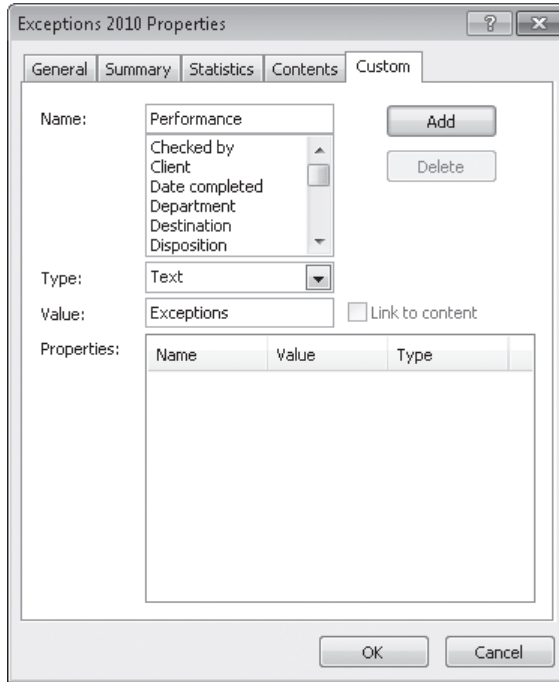 Exceptions 2010 Properties
General Summary Statistics Contents Custom
Name: Performance Add
Checked by
Client
Date completed
Department
Destination
Disposition
Delete
Type: Text
Value: Exceptions Link to content
Properties: Name Value Type
OK Cancel